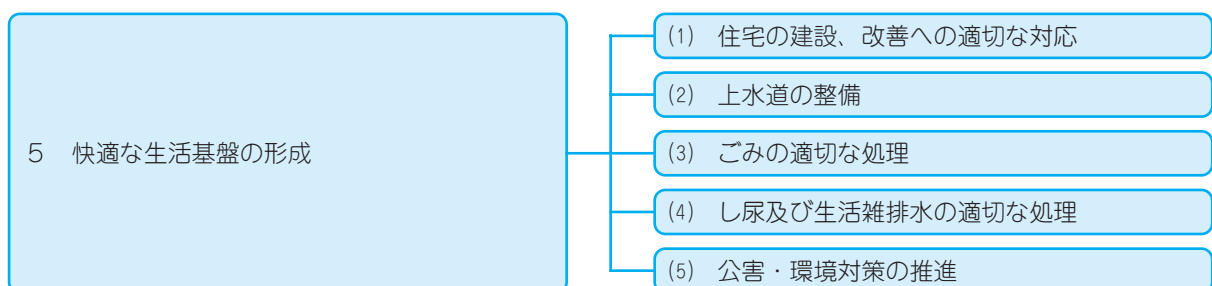 5　快適な生活基盤の形成
(1)　住宅の建設、改善への適切な対応
(2)　上水道の整備
(3)　ごみの適切な処理
(4)　し尿及び生活雑排水の適切な処理
(5)　公害・環境対策の推進